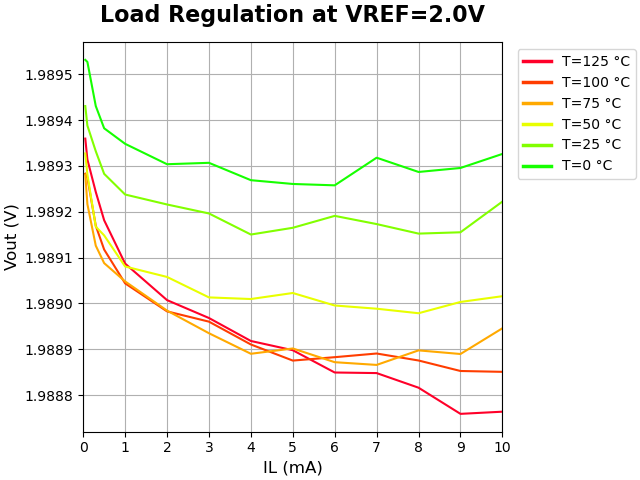 Load Regulation at VREF=2.0V
T=125 °C
T=100 °C
T=75 °C
T=50 °C
T=25 °C
T=0 °C
Vout (V)
1.9895
1.9894
1.9893
1.9892
1.9891
1.9890
1.9889
1.9888
0 1 2 3 4 5 6 7 8 9 10
IL (mA)